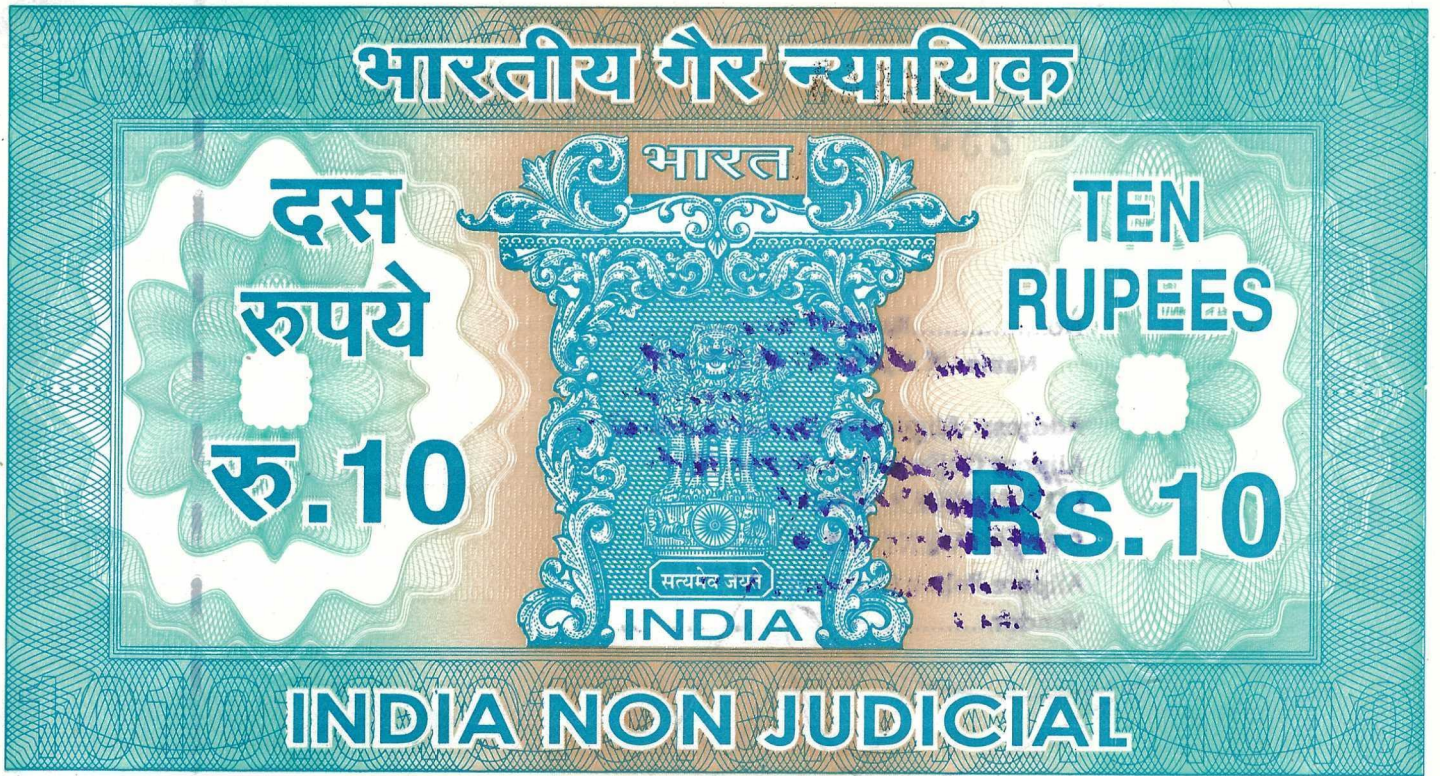 भारतीय गैर न्यायिक
भारत
दस
रुपये
रु.10
TEN
RUPEES
Rs.10
सत्यमेव जयते
INDIA
INDIA NON JUDICIAL